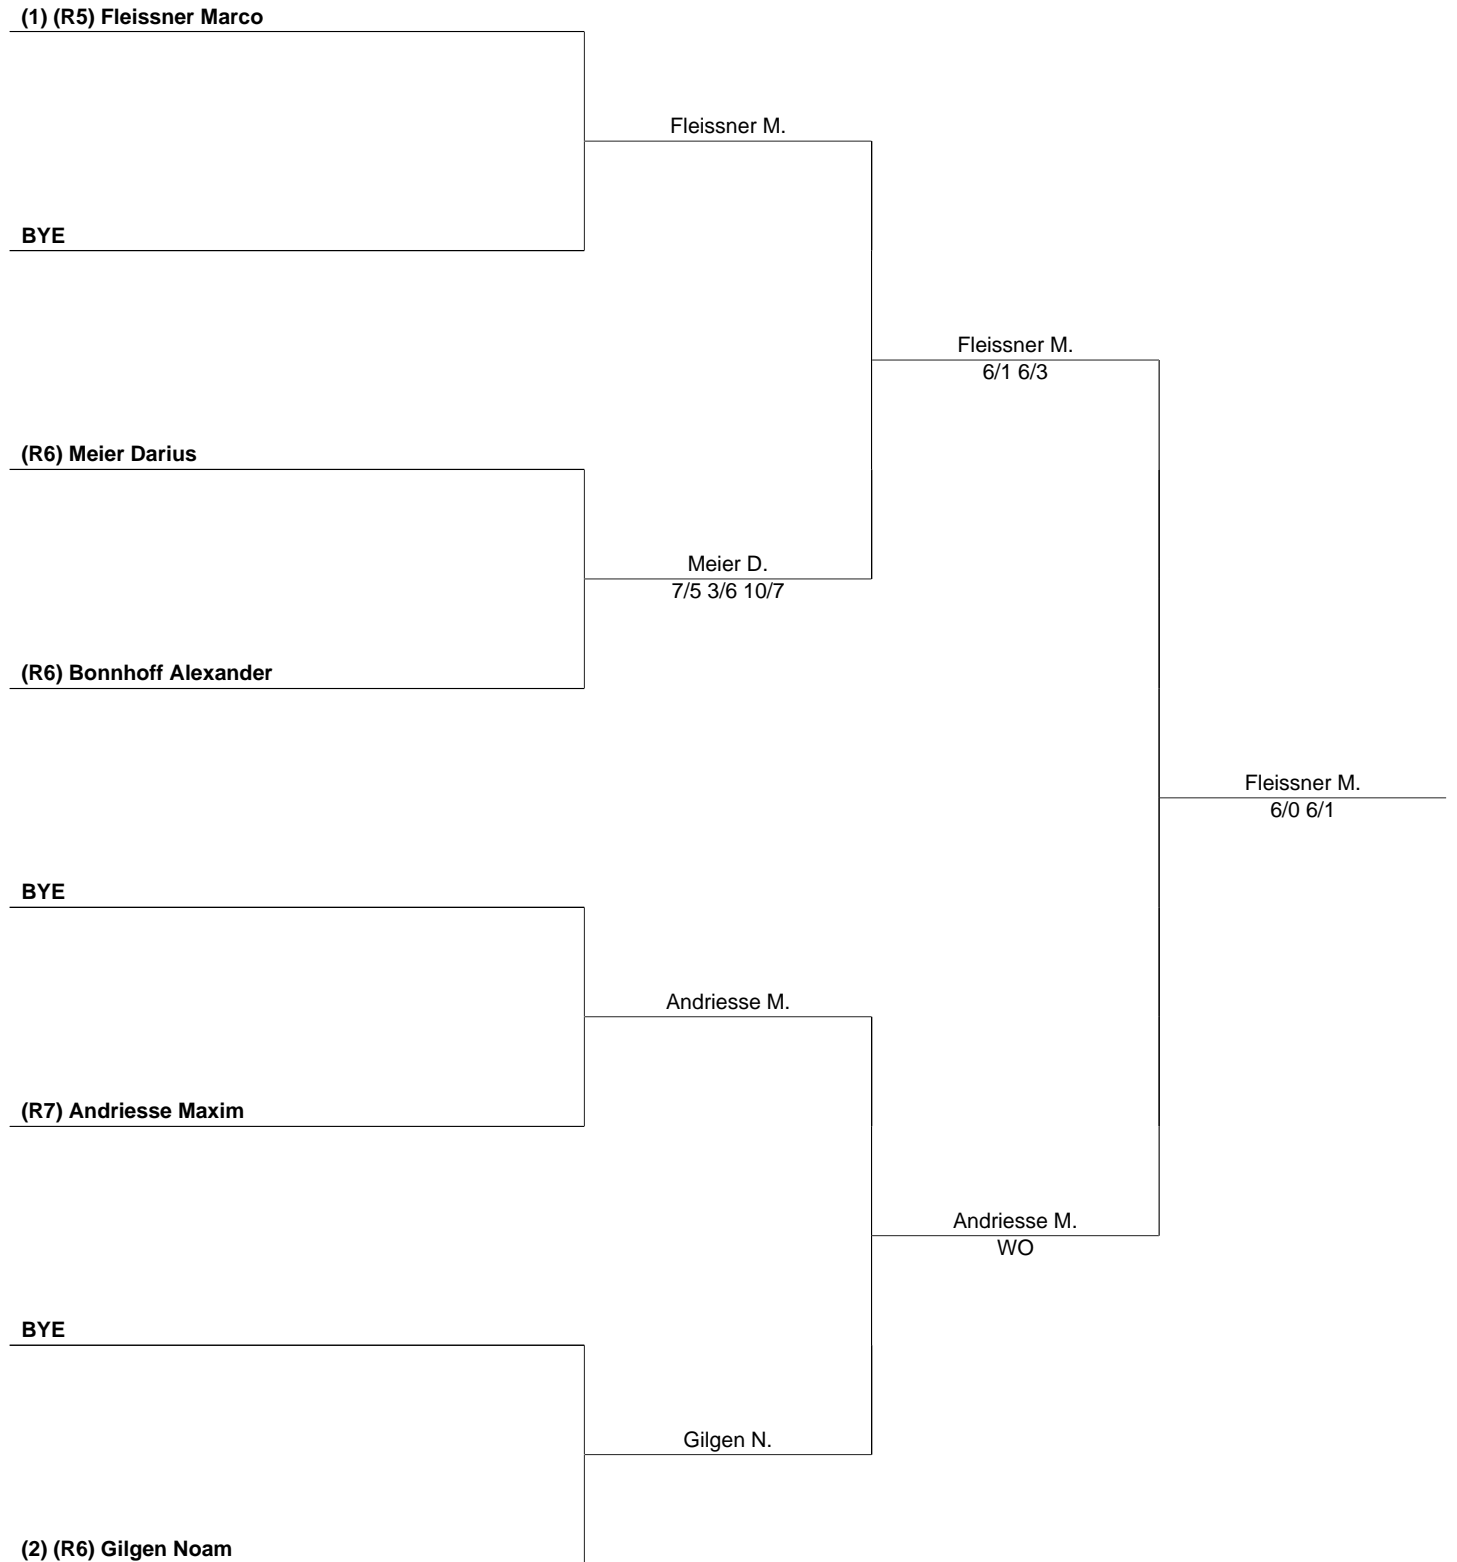 (1) (R5) Fleissner Marco
Fleissner M.
BYE
Fleissner M.
6/1 6/3
(R6) Meier Darius
Meier D.
7/5 3/6 10/7
(R6) Bonnhoff Alexander
Fleissner M.
6/0 6/1
BYE
Andriesse M.
(R7) Andriesse Maxim
Andriesse M.
WO
BYE
Gilgen N.
(2) (R6) Gilgen Noam